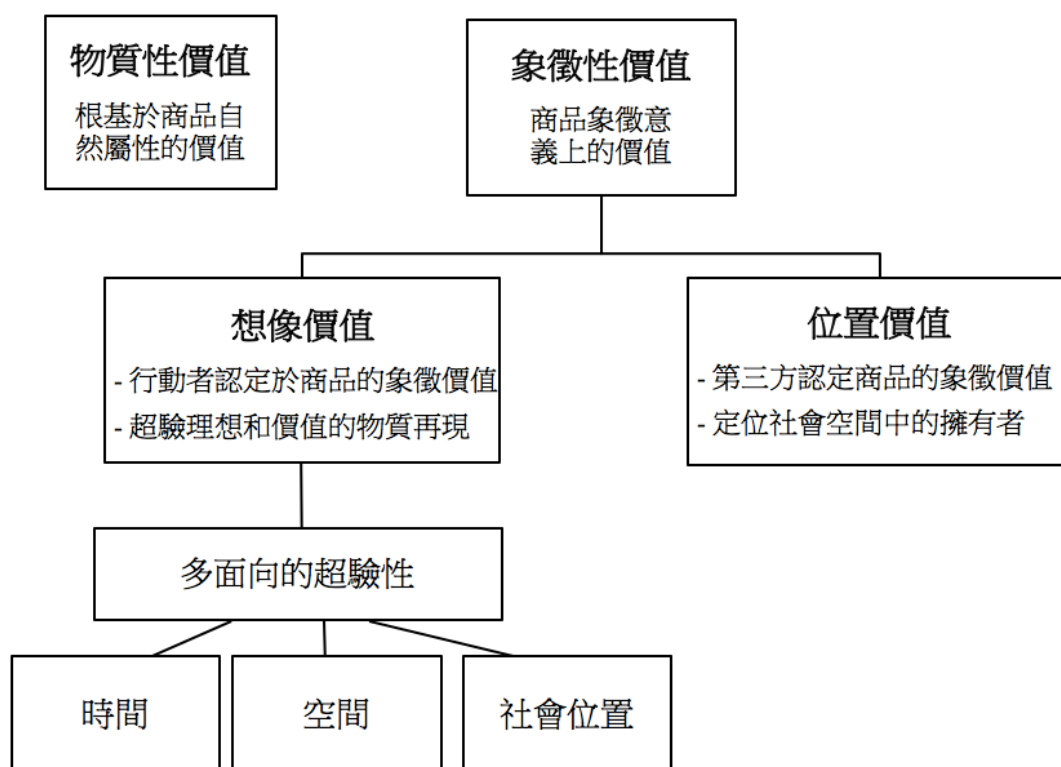 物質性價值
根基於商品自
然屬性的價值
象徵性價值
商品象徵意
義上的價值
想像價值
- 行動者認定於商品的象徵價值
- 超驗理想和價值的物質再現
位置價值
- 第三方認定商品的象徵價值
- 定位社會空間中的擁有者
多面向的超驗性
時間
空間
社會位置